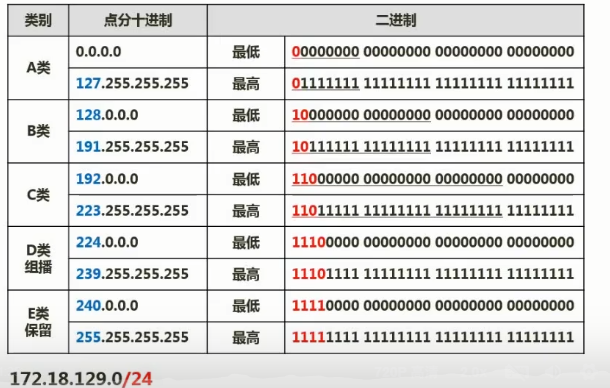 类别 点分十进制 二进制
A类 0.0.0.0 最低 00000000 00000000 00000000 00000000
127.255.255.255 最高 01111111 11111111 11111111 11111111
B类 128.0.0.0 最低 10000000 00000000 00000000 00000000
191.255.255.255 最高 10111111 11111111 11111111 11111111
C类 192.0.0.0 最低 11000000 00000000 00000000 00000000
223.255.255.255 最高 11011111 11111111 11111111 11111111
D类 组播 224.0.0.0 最低 11100000 00000000 00000000 00000000
239.255.255.255 最高 11101111 11111111 11111111 11111111
E类 保留 240.0.0.0 最低 11110000 00000000 00000000 00000000
255.255.255.255 最高 11111111 11111111 11111111 11111111
172.18.129.0/24